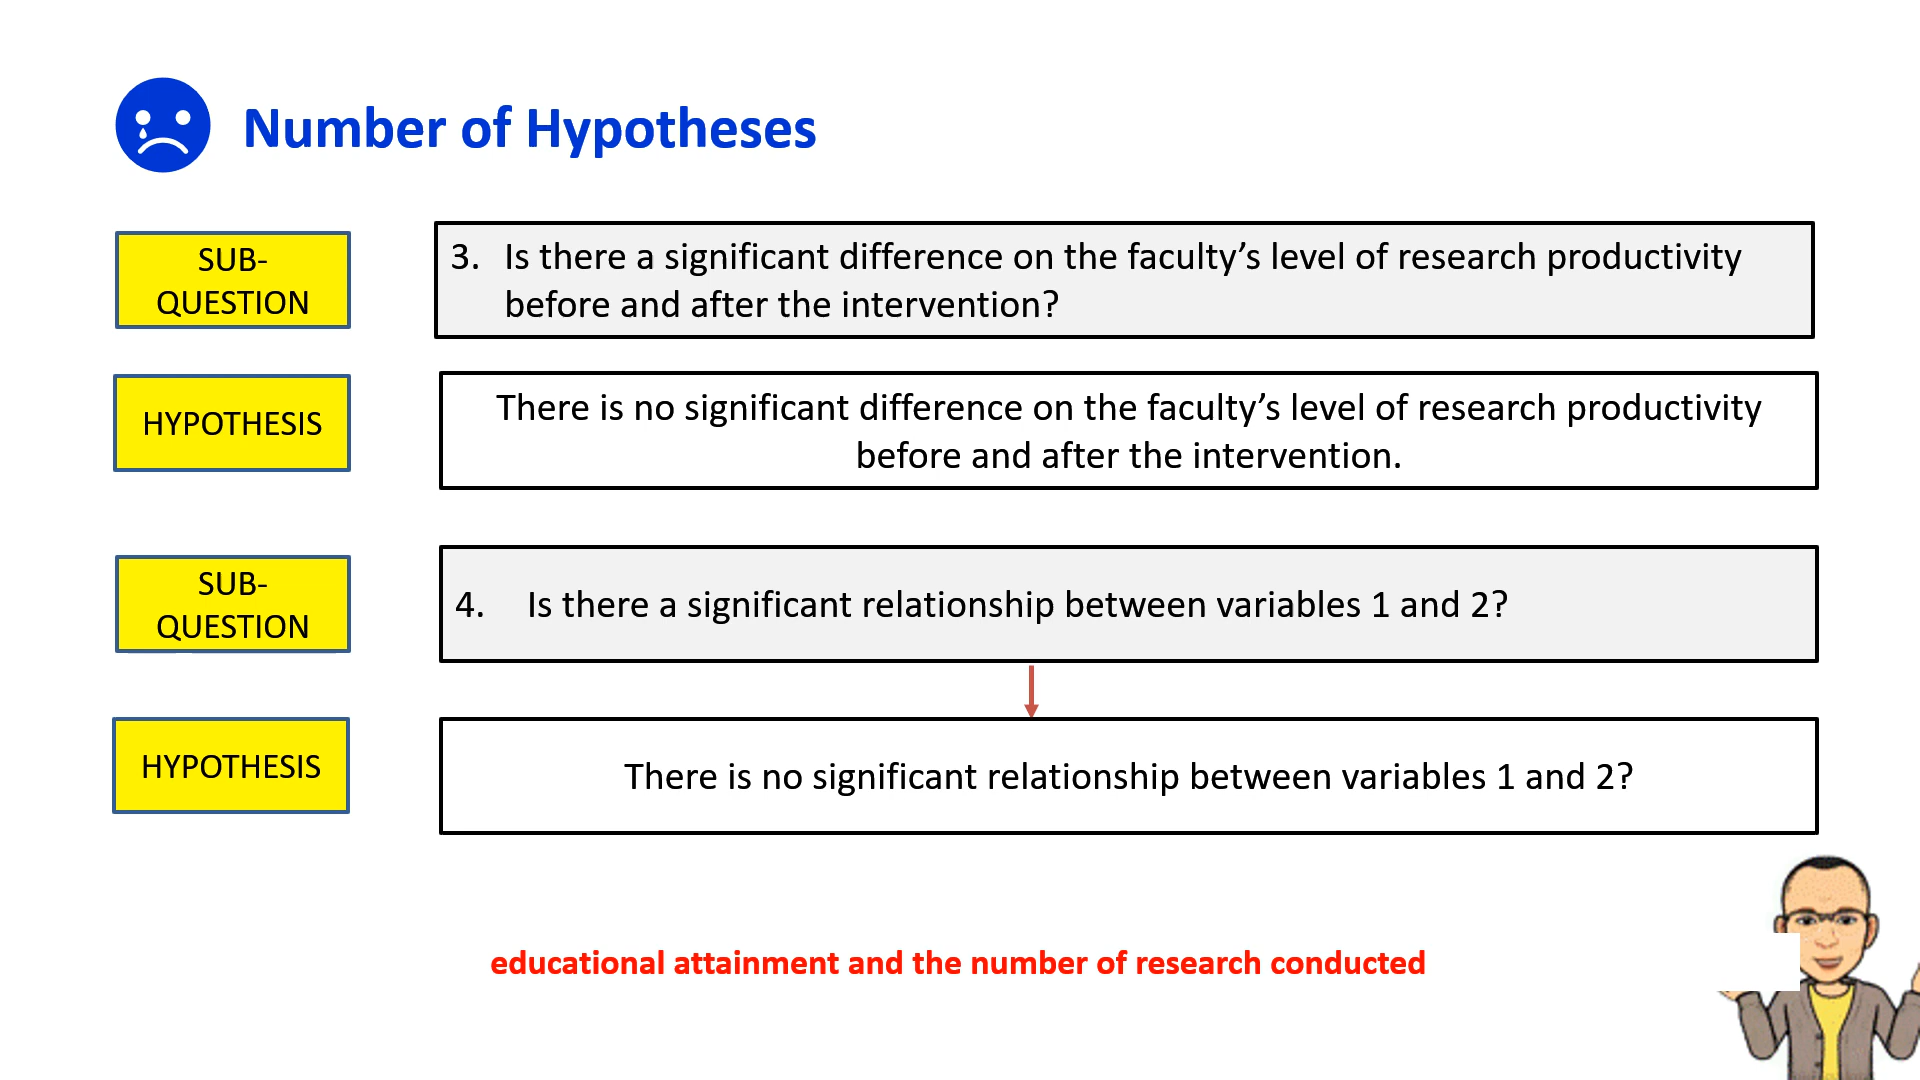 Number of Hypotheses
SUB-
QUESTION
3. Is there a significant difference on the faculty’s level of research productivity
before and after the intervention?
HYPOTHESIS
There is no significant difference on the faculty’s level of research productivity
before and after the intervention.
SUB-
QUESTION
4. Is there a significant relationship between variables 1 and 2?
HYPOTHESIS
There is no significant relationship between variables 1 and 2?
educational attainment and the number of research conducted